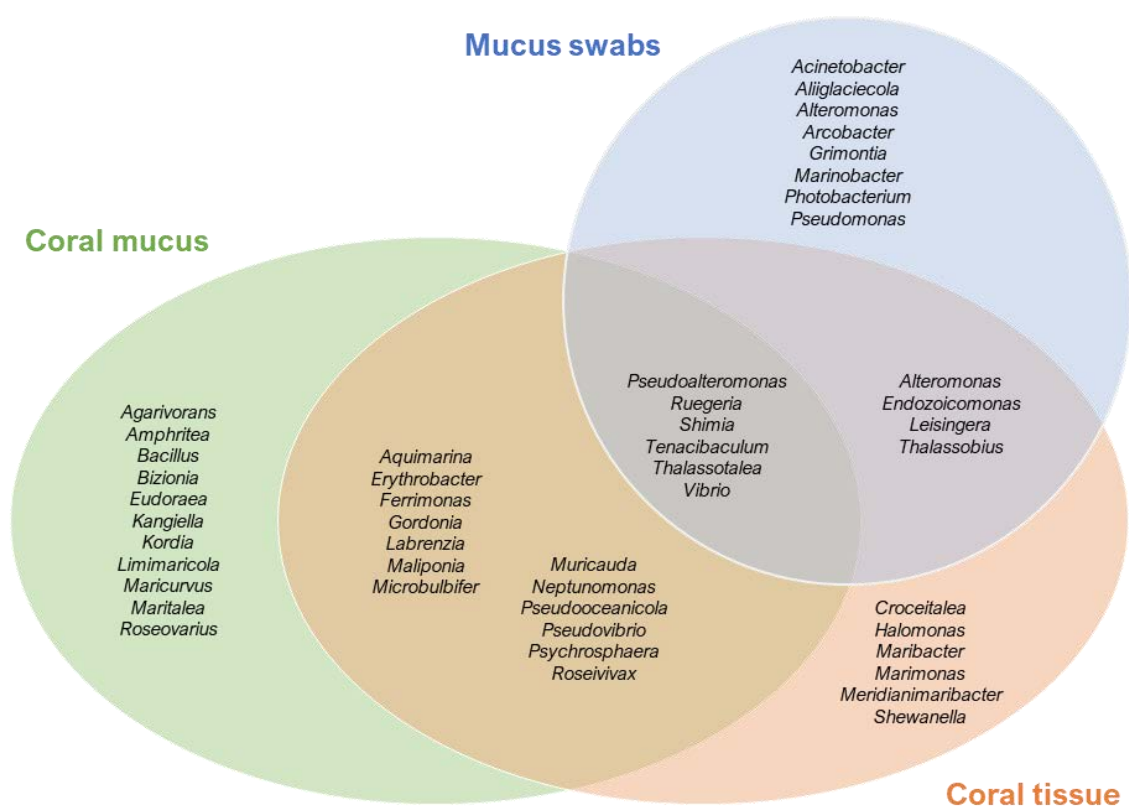 Mucus swabs
Acinetobacter
Aliiglaciecola
Alteromonas
Arcobacter
Grimontia
Marinobacter
Photobacterium
Pseudomonas
Coral mucus
Agarivorans
Amphritea
Bacillus
Bizionia
Eudoraea
Kangiella
Kordia
Limimaricola
Maricurvus
Maritalea
Roseovarius
Aquimarina
Erythrobacter
Ferrimonas
Gordonia
Labrenzia
Maliponia
Microbulbifer
Muricauda
Neptunomonas
Pseudooceanicola
Pseudovibrio
Psychrosphaera
Roseivivax
Pseudoalteromonas
Ruegeria
Shimia
Tenacibaculum
Thalassotalea
Vibrio
Alteromonas
Endozoicomonas
Leisingera
Thalassobius
Croceitalea
Halomonas
Maribacter
Marimonas
Meridianimaribacter
Shewanella
Coral tissue